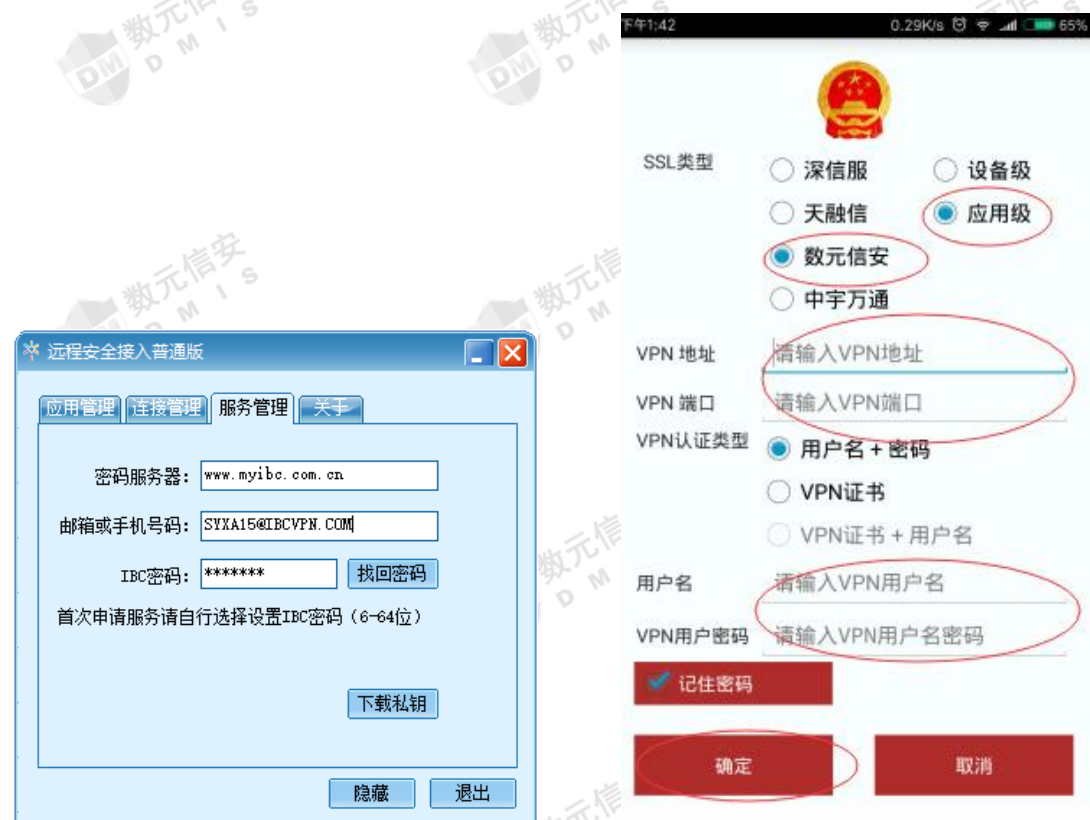 数元信安
DMIS
DM
数元信安
DMIS
远程安全接入普通版
应用管理 连接管理 服务管理 关于
密码服务器: www.myibc.com.cn
邮箱或手机号码: SYXA15@IBCVPN.COM
IBC密码: ******* 找回密码
首次申请服务请自行选择设置IBC密码（6-64位）
下载私钥
隐藏 退出
下午1:42 0.29K/s 65%
SSL类型
深信服 设备级
天融信 应用级
数元信安
中宇万通
VPN 地址 请输入VPN地址
VPN 端口 请输入VPN端口
VPN认证类型 用户名 + 密码
VPN证书
VPN证书 + 用户名
用户名 请输入VPN用户名
VPN用户密码 请输入VPN用户名密码
记住密码
确定 取消